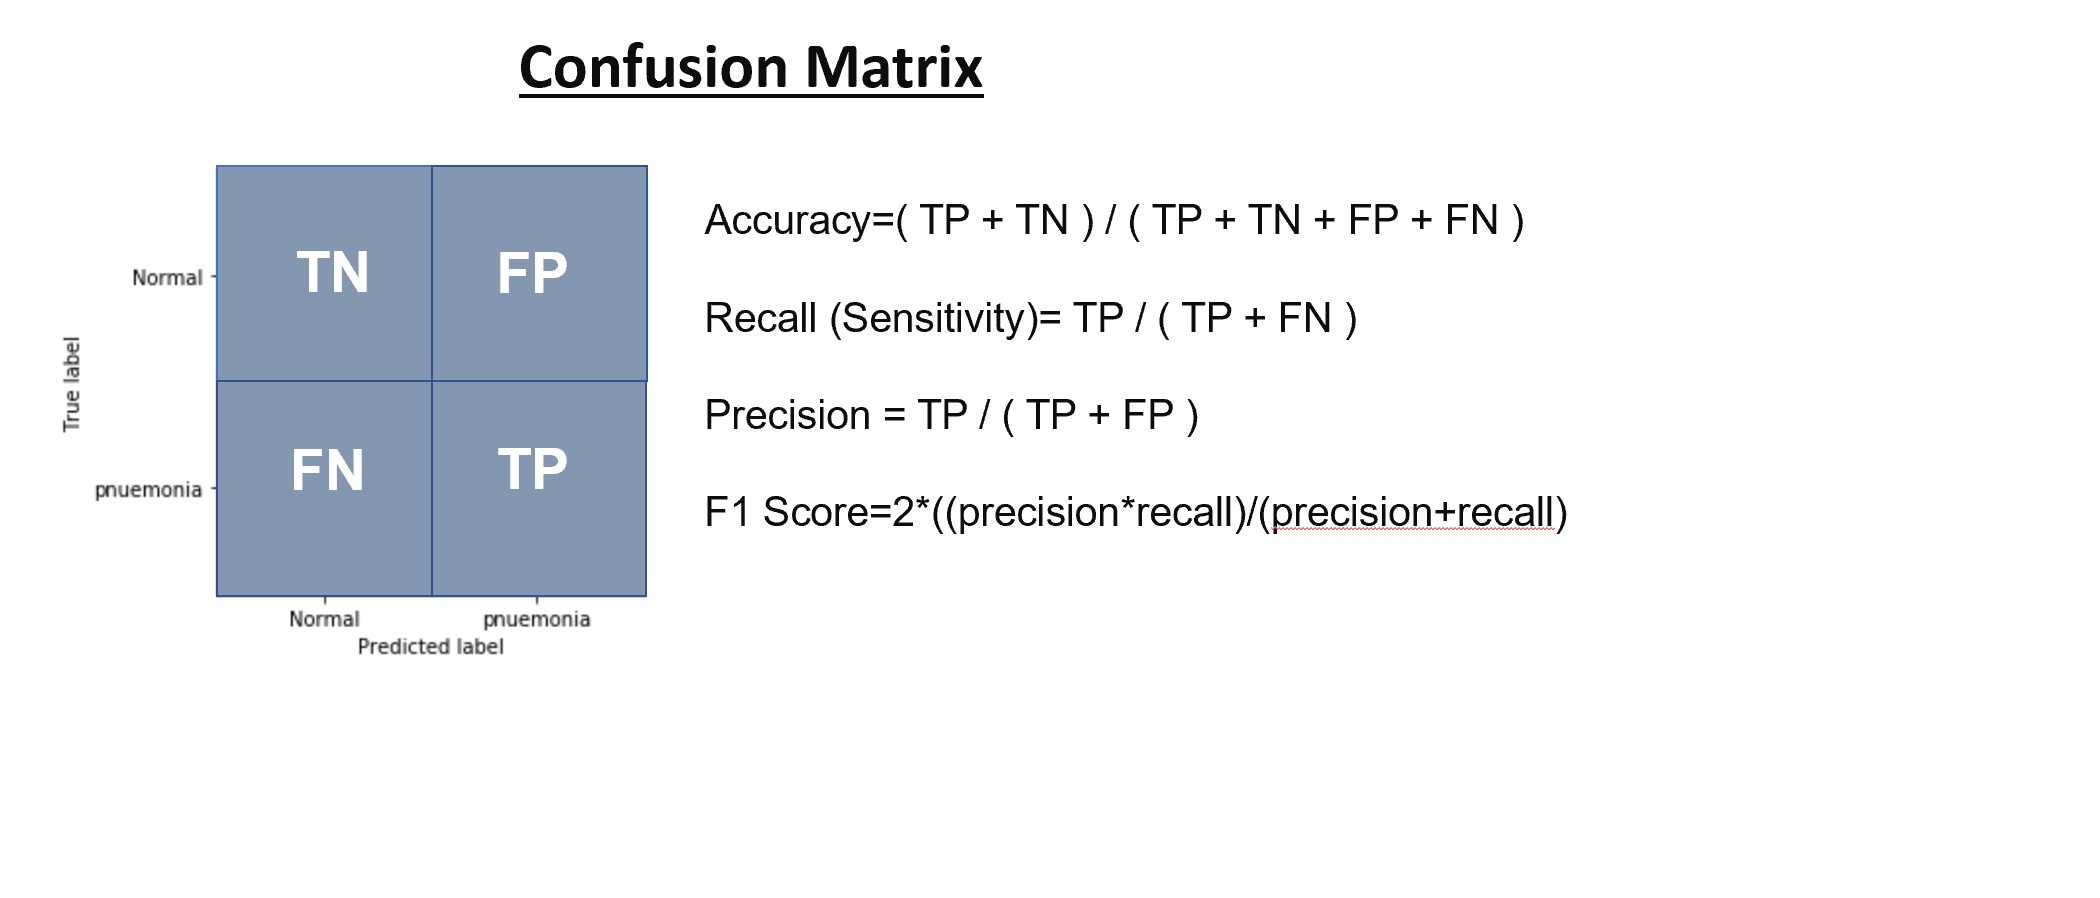 Confusion Matrix
TN FP
FN TP
Normal
pnuemonia
True label
Normal pnuemonia
Predicted label
Accuracy=( TP + TN ) / ( TP + TN + FP + FN )
Recall (Sensitivity)= TP / ( TP + FN )
Precision = TP / ( TP + FP )
F1 Score=2*((precision*recall)/(precision+recall)